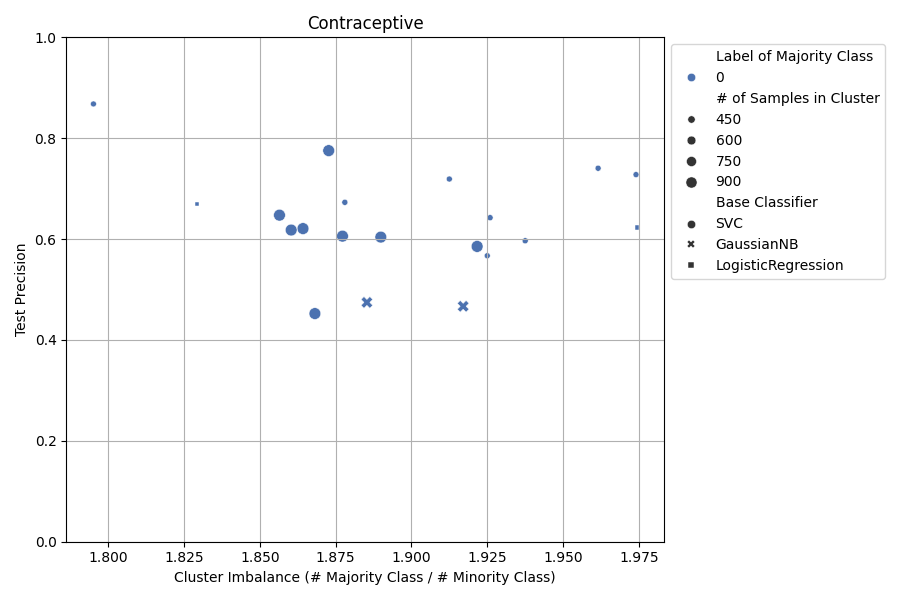 Contraceptive
Test Precision
1.0
0.8
0.6
0.4
0.2
0.0
1.800
1.825
1.850
1.875
1.900
1.925
1.950
1.975
Cluster Imbalance (# Majority Class / # Minority Class)
Label of Majority Class
0
# of Samples in Cluster
450
600
750
900
Base Classifier
SVC
GaussianNB
LogisticRegression